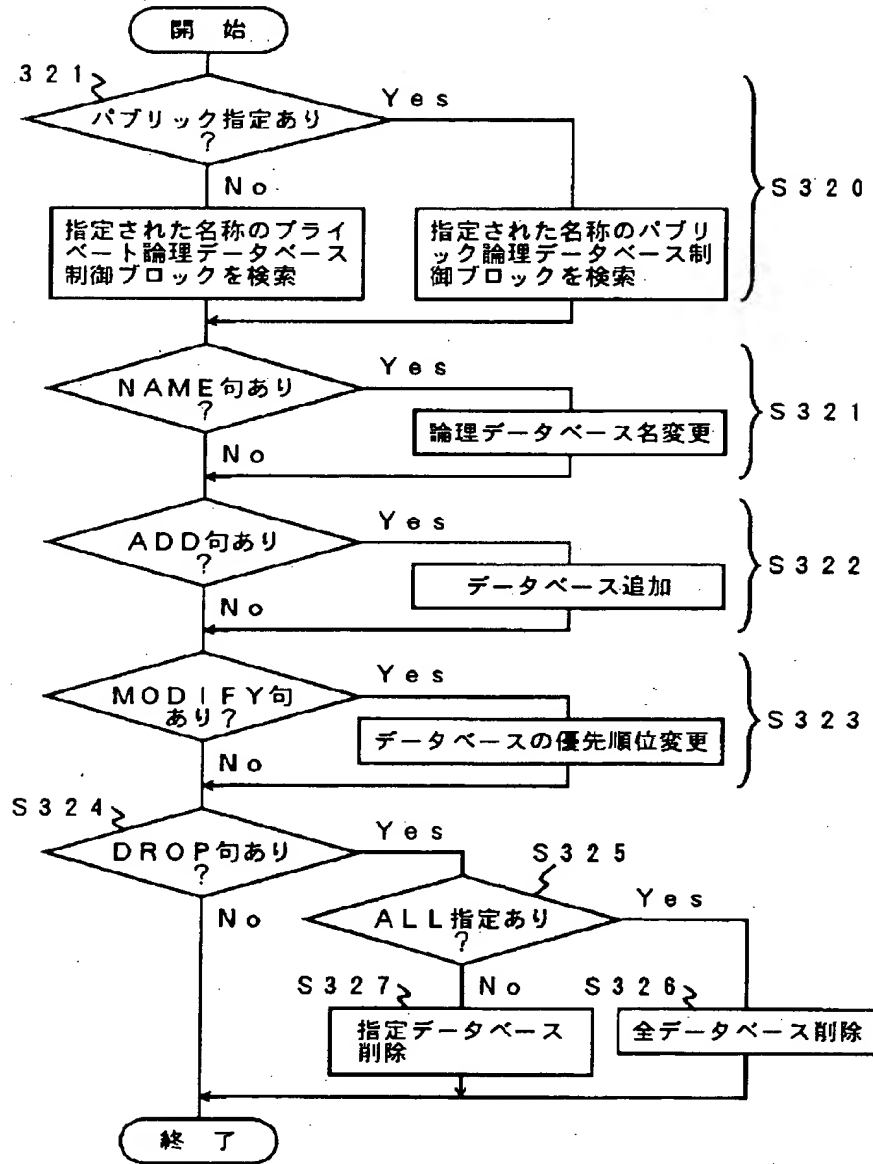 開始
321
パブリック指定あり
?
Yes
No
S320
指定された名称のプライ
ベート論理データベース
制御ブロックを検索
指定された名称のパブリ
ック論理データベース制
御ブロックを検索
NAME句あり
?
Yes
論理データベース名変更
S321
No
ADD句あり
?
Yes
データベース追加
S322
No
MODIFY句
あり?
Yes
データベースの優先順位変更
S323
No
S324
DROP句あり
?
Yes
No
S325
ALL指定あり
?
Yes
No
S327
指定データベース
削除
S326
全データベース削除
終了